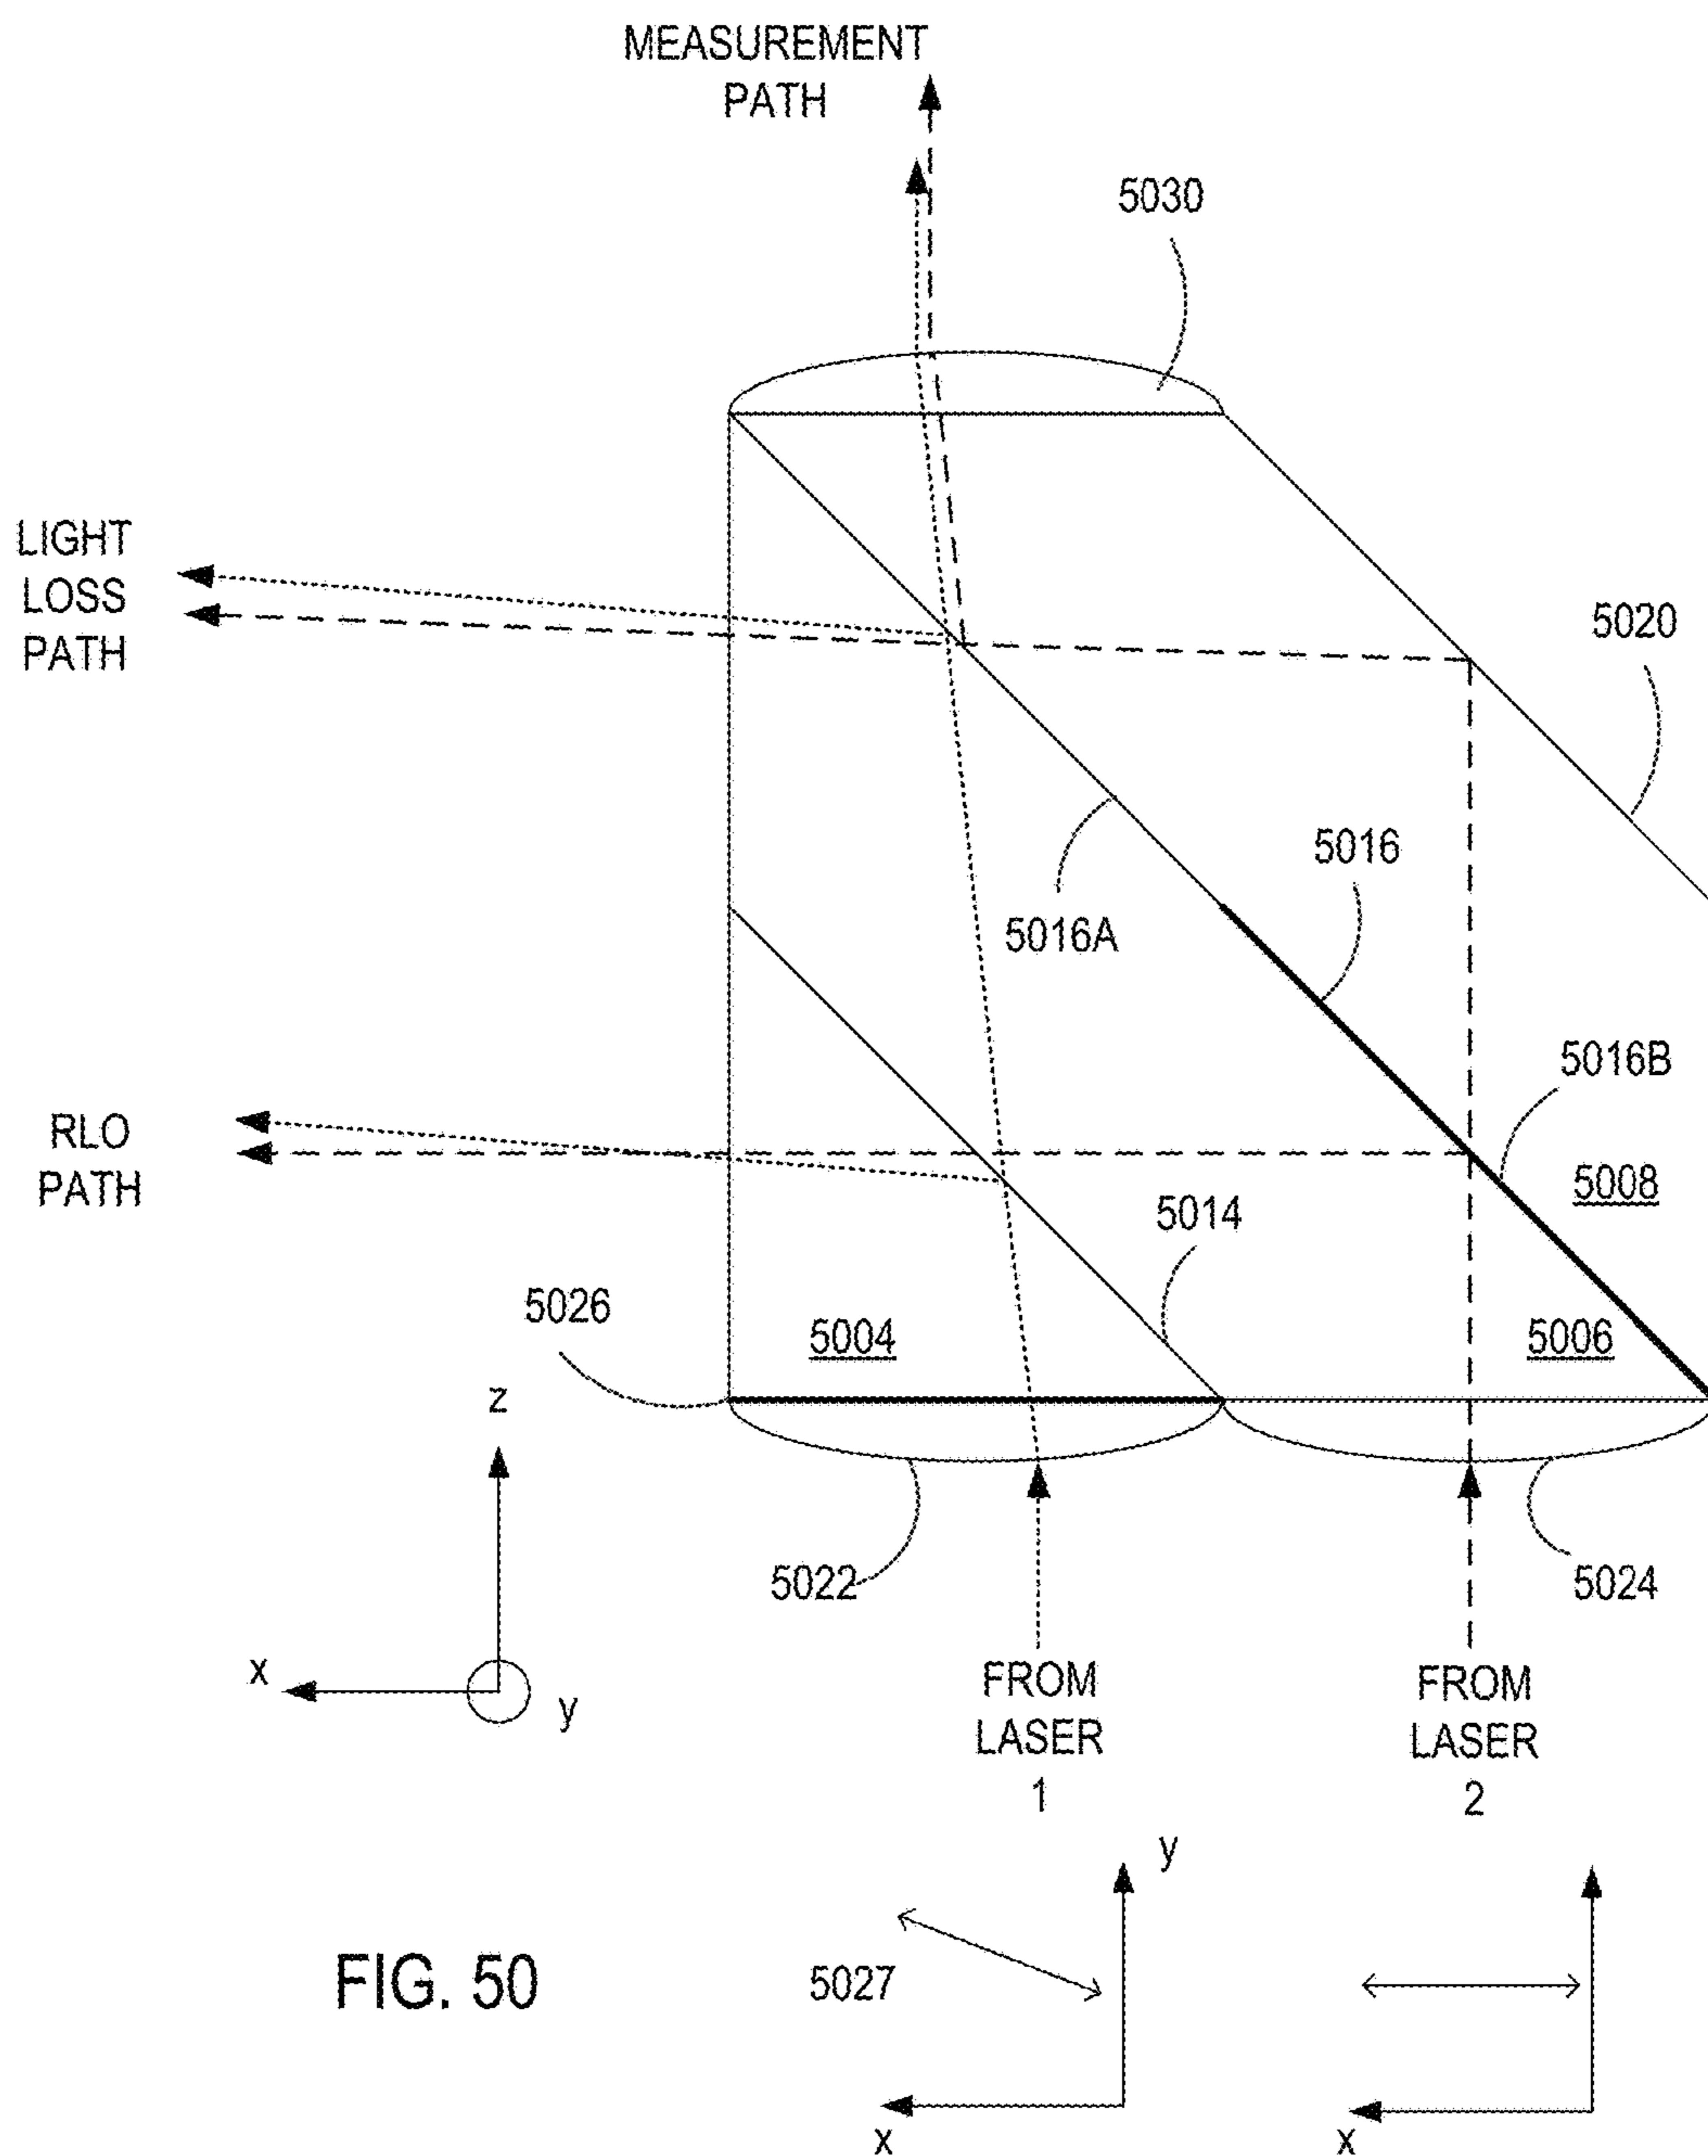 MEASUREMENT
PATH
5030
LIGHT
LOSS
PATH
5020
5016
5016A
5016B
RLO
PATH
5008
5014
5026
5004
5006
z
5022
5024
x
y
FROM
LASER
1
FROM
LASER
2
y
5027
FIG. 50
x
x